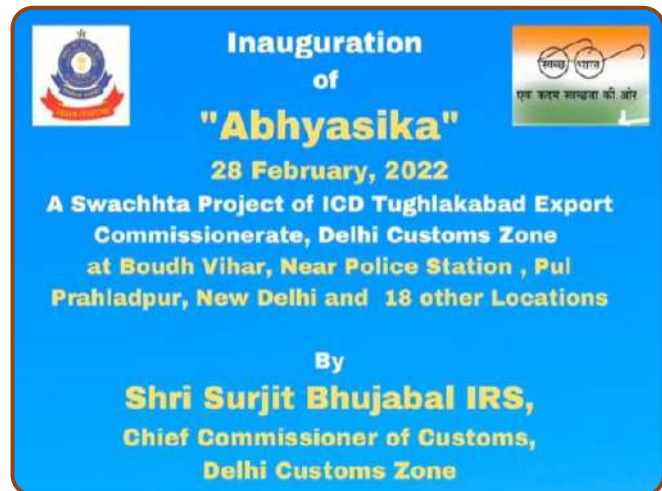 Inauguration
of
"Abhyasika"
28 February, 2022
A Swachhta Project of ICD Tughlakabad Export
Commissionerate, Delhi Customs Zone
at Boudh Vihar, Near Police Station , Pul
Prahladpur, New Delhi and 18 other Locations
By
Shri Surjit Bhujabal IRS,
Chief Commissioner of Customs,
Delhi Customs Zone
स्वच्छ भारत
एक कदम स्वच्छता की ओर